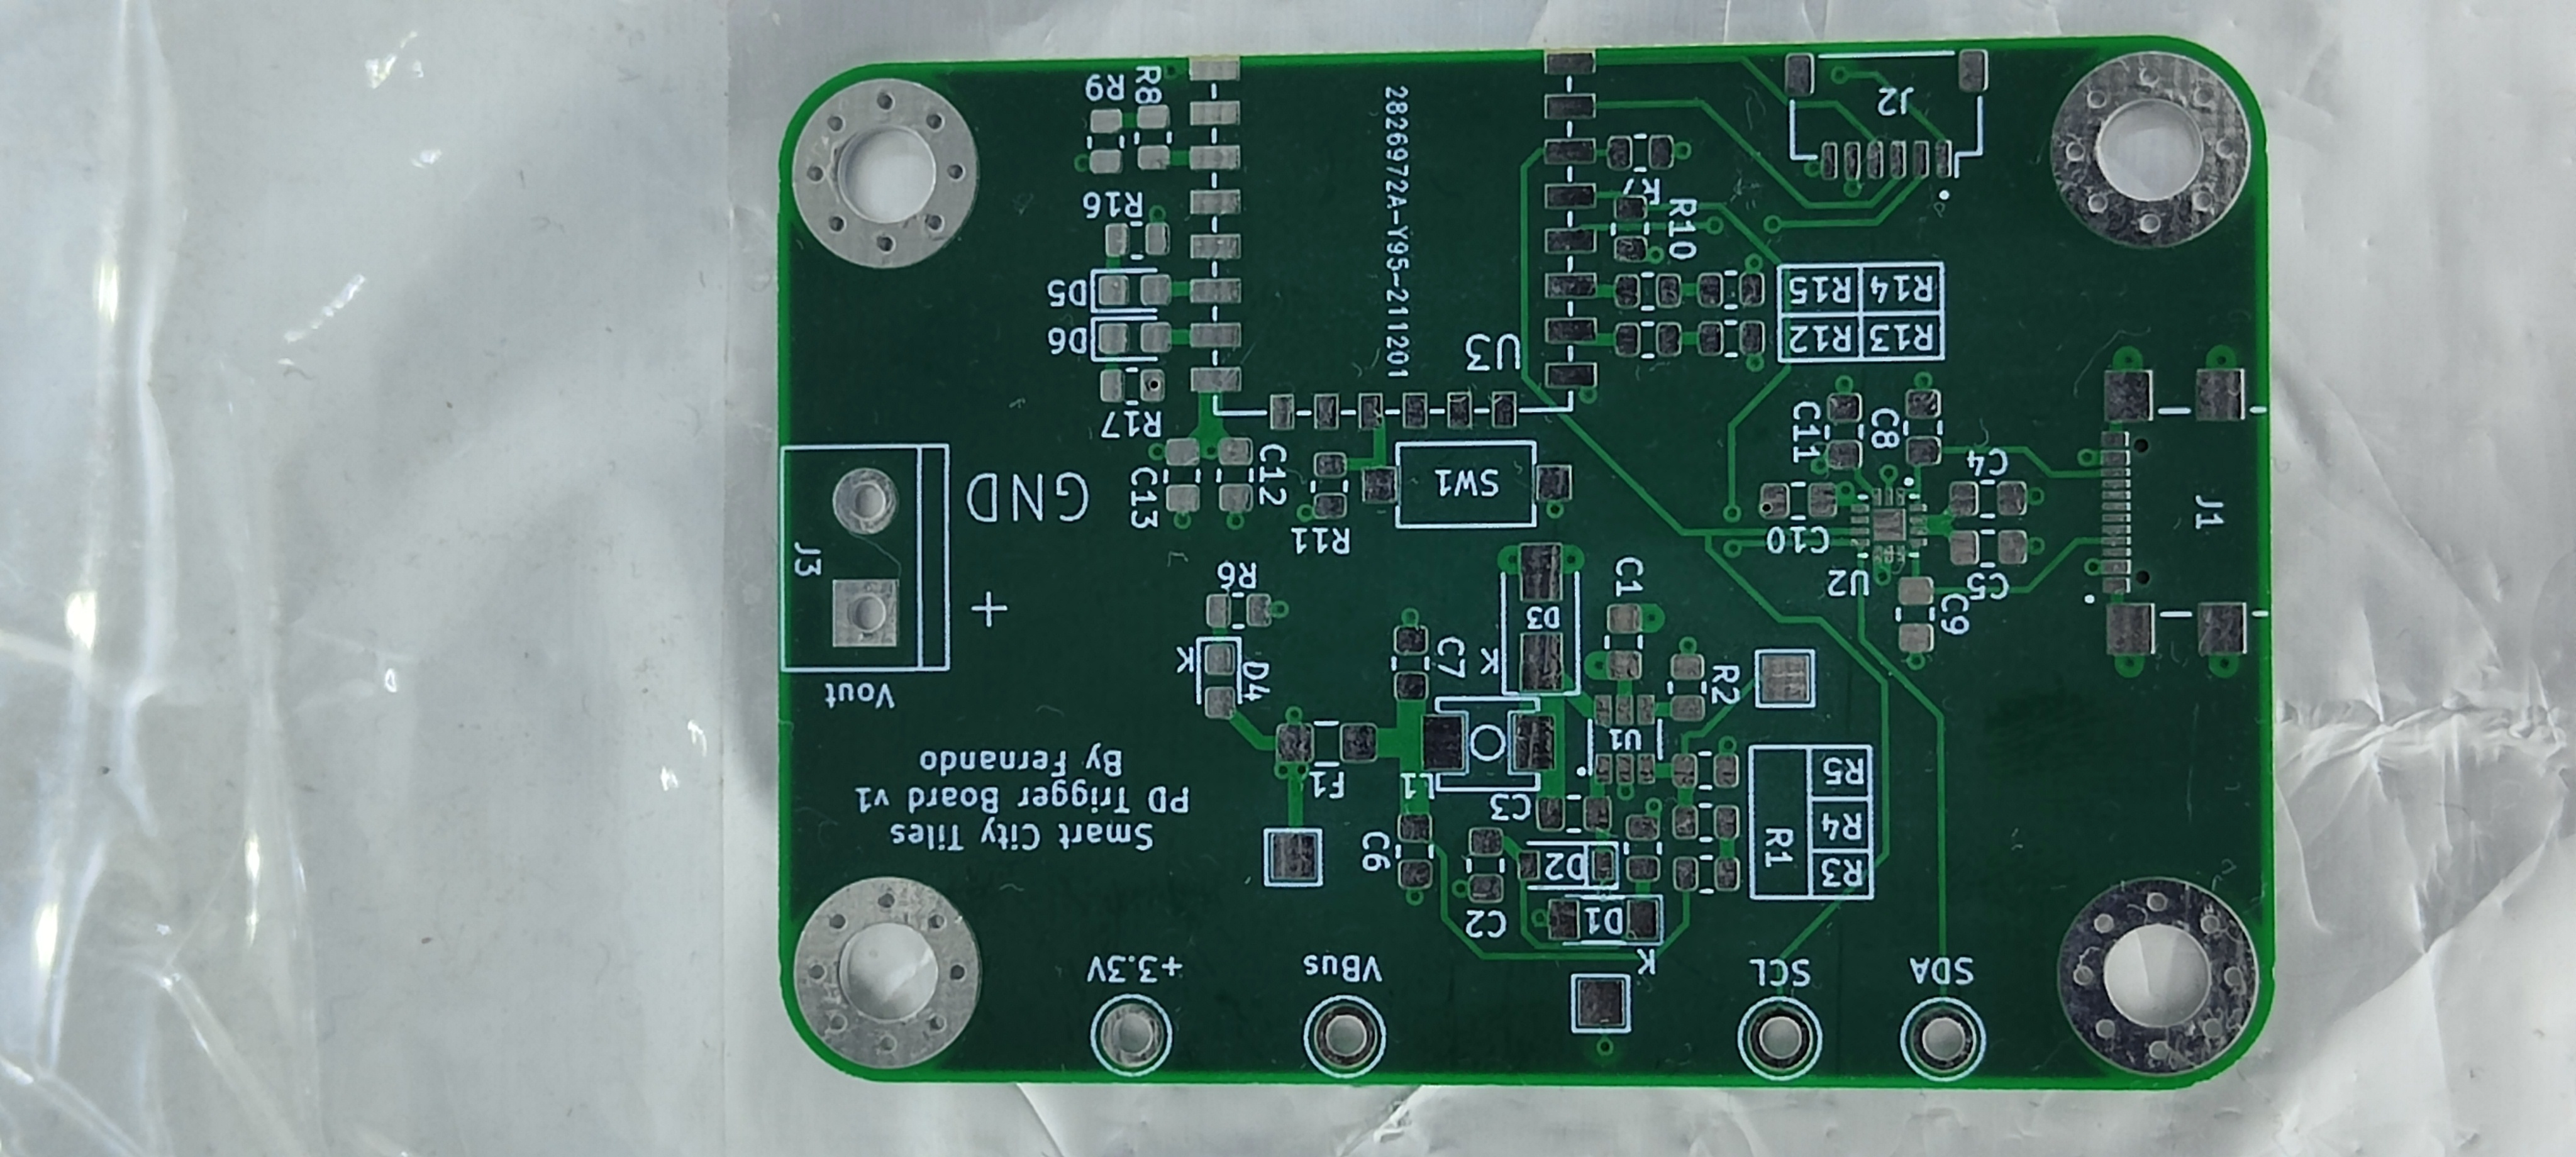 SDA
SCL
VBus
+3.3V
K
D1
C2
R3
R4
R5
R1
D2
C6
C3
L1
F1
U1
Smart City Tiles
PD Trigger Board v1
By Fernando
R2
K
C7
D4
K
Vout
D3
C1
R6
+
J3
GND
C9
C5
U2
C10
J1
C4
C8
C11
SW1
R11
C12
C13
R17
R13
R12
R14
R15
U3
2826972A-Y95-211201
D6
D5
R10
R7
R16
J2
R8
R9